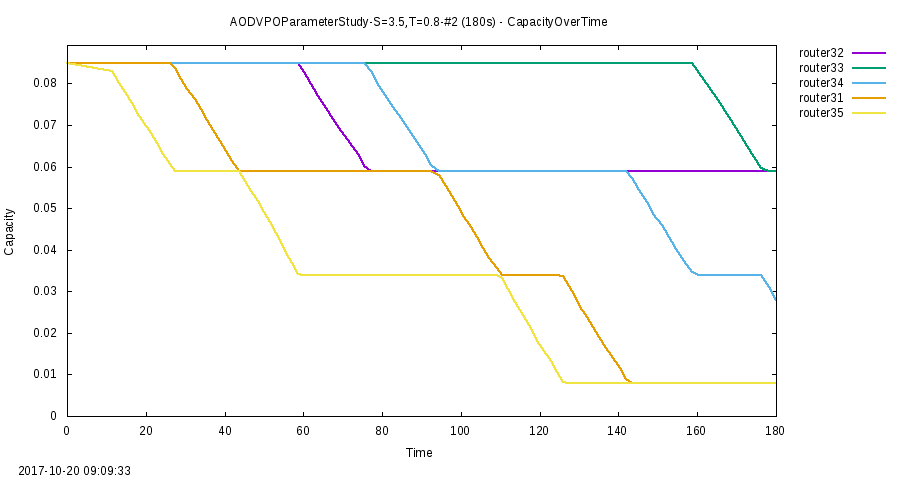 AODVPOParameterStudy-S=3.5,T=0.8-#2 (180s) - CapacityOverTime
router32
router33
router34
router31
router35
0.08
0.07
0.06
0.05
0.04
0.03
0.02
0.01
0
Capacity
0 20 40 60 80 100 120 140 160 180
Time
2017-10-20 09:09:33